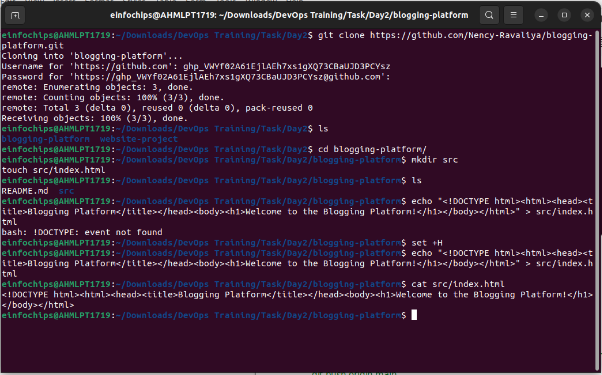 einfochips@AHMLPT1719: ~/Downloads/DevOps Training/Task/Day2/blogging-platform
einfochips@AHMLPT1719:~/Downloads/DevOps Training/Task/Day2$ git clone https://github.com/Nency-Ravaliya/blogging-
platform.git
Cloning into 'blogging-platform'...
Username for 'https://github.com': [credential redacted]
Password for 'https://[credential redacted]@github.com':
remote: Enumerating objects: 3, done.
remote: Counting objects: 100% (3/3), done.
remote: Total 3 (delta 0), reused 0 (delta 0), pack-reused 0
Receiving objects: 100% (3/3), done.
einfochips@AHMLPT1719:~/Downloads/DevOps Training/Task/Day2$ ls
blogging-platform  website-project
einfochips@AHMLPT1719:~/Downloads/DevOps Training/Task/Day2$ cd blogging-platform/
einfochips@AHMLPT1719:~/Downloads/DevOps Training/Task/Day2/blogging-platform$ mkdir src
touch src/index.html
einfochips@AHMLPT1719:~/Downloads/DevOps Training/Task/Day2/blogging-platform$ ls
README.md  src
einfochips@AHMLPT1719:~/Downloads/DevOps Training/Task/Day2/blogging-platform$ echo "<!DOCTYPE html><html><head><t
itle>Blogging Platform</title></head><body><h1>Welcome to the Blogging Platform!</h1></body></html>" > src/index.h
tml
bash: !DOCTYPE: event not found
einfochips@AHMLPT1719:~/Downloads/DevOps Training/Task/Day2/blogging-platform$ set +H
einfochips@AHMLPT1719:~/Downloads/DevOps Training/Task/Day2/blogging-platform$ echo "<!DOCTYPE html><html><head><t
itle>Blogging Platform</title></head><body><h1>Welcome to the Blogging Platform!</h1></body></html>" > src/index.h
tml
einfochips@AHMLPT1719:~/Downloads/DevOps Training/Task/Day2/blogging-platform$ cat src/index.html
<!DOCTYPE html><html><head><title>Blogging Platform</title></head><body><h1>Welcome to the Blogging Platform!</h1>
</body></html>
einfochips@AHMLPT1719:~/Downloads/DevOps Training/Task/Day2/blogging-platform$